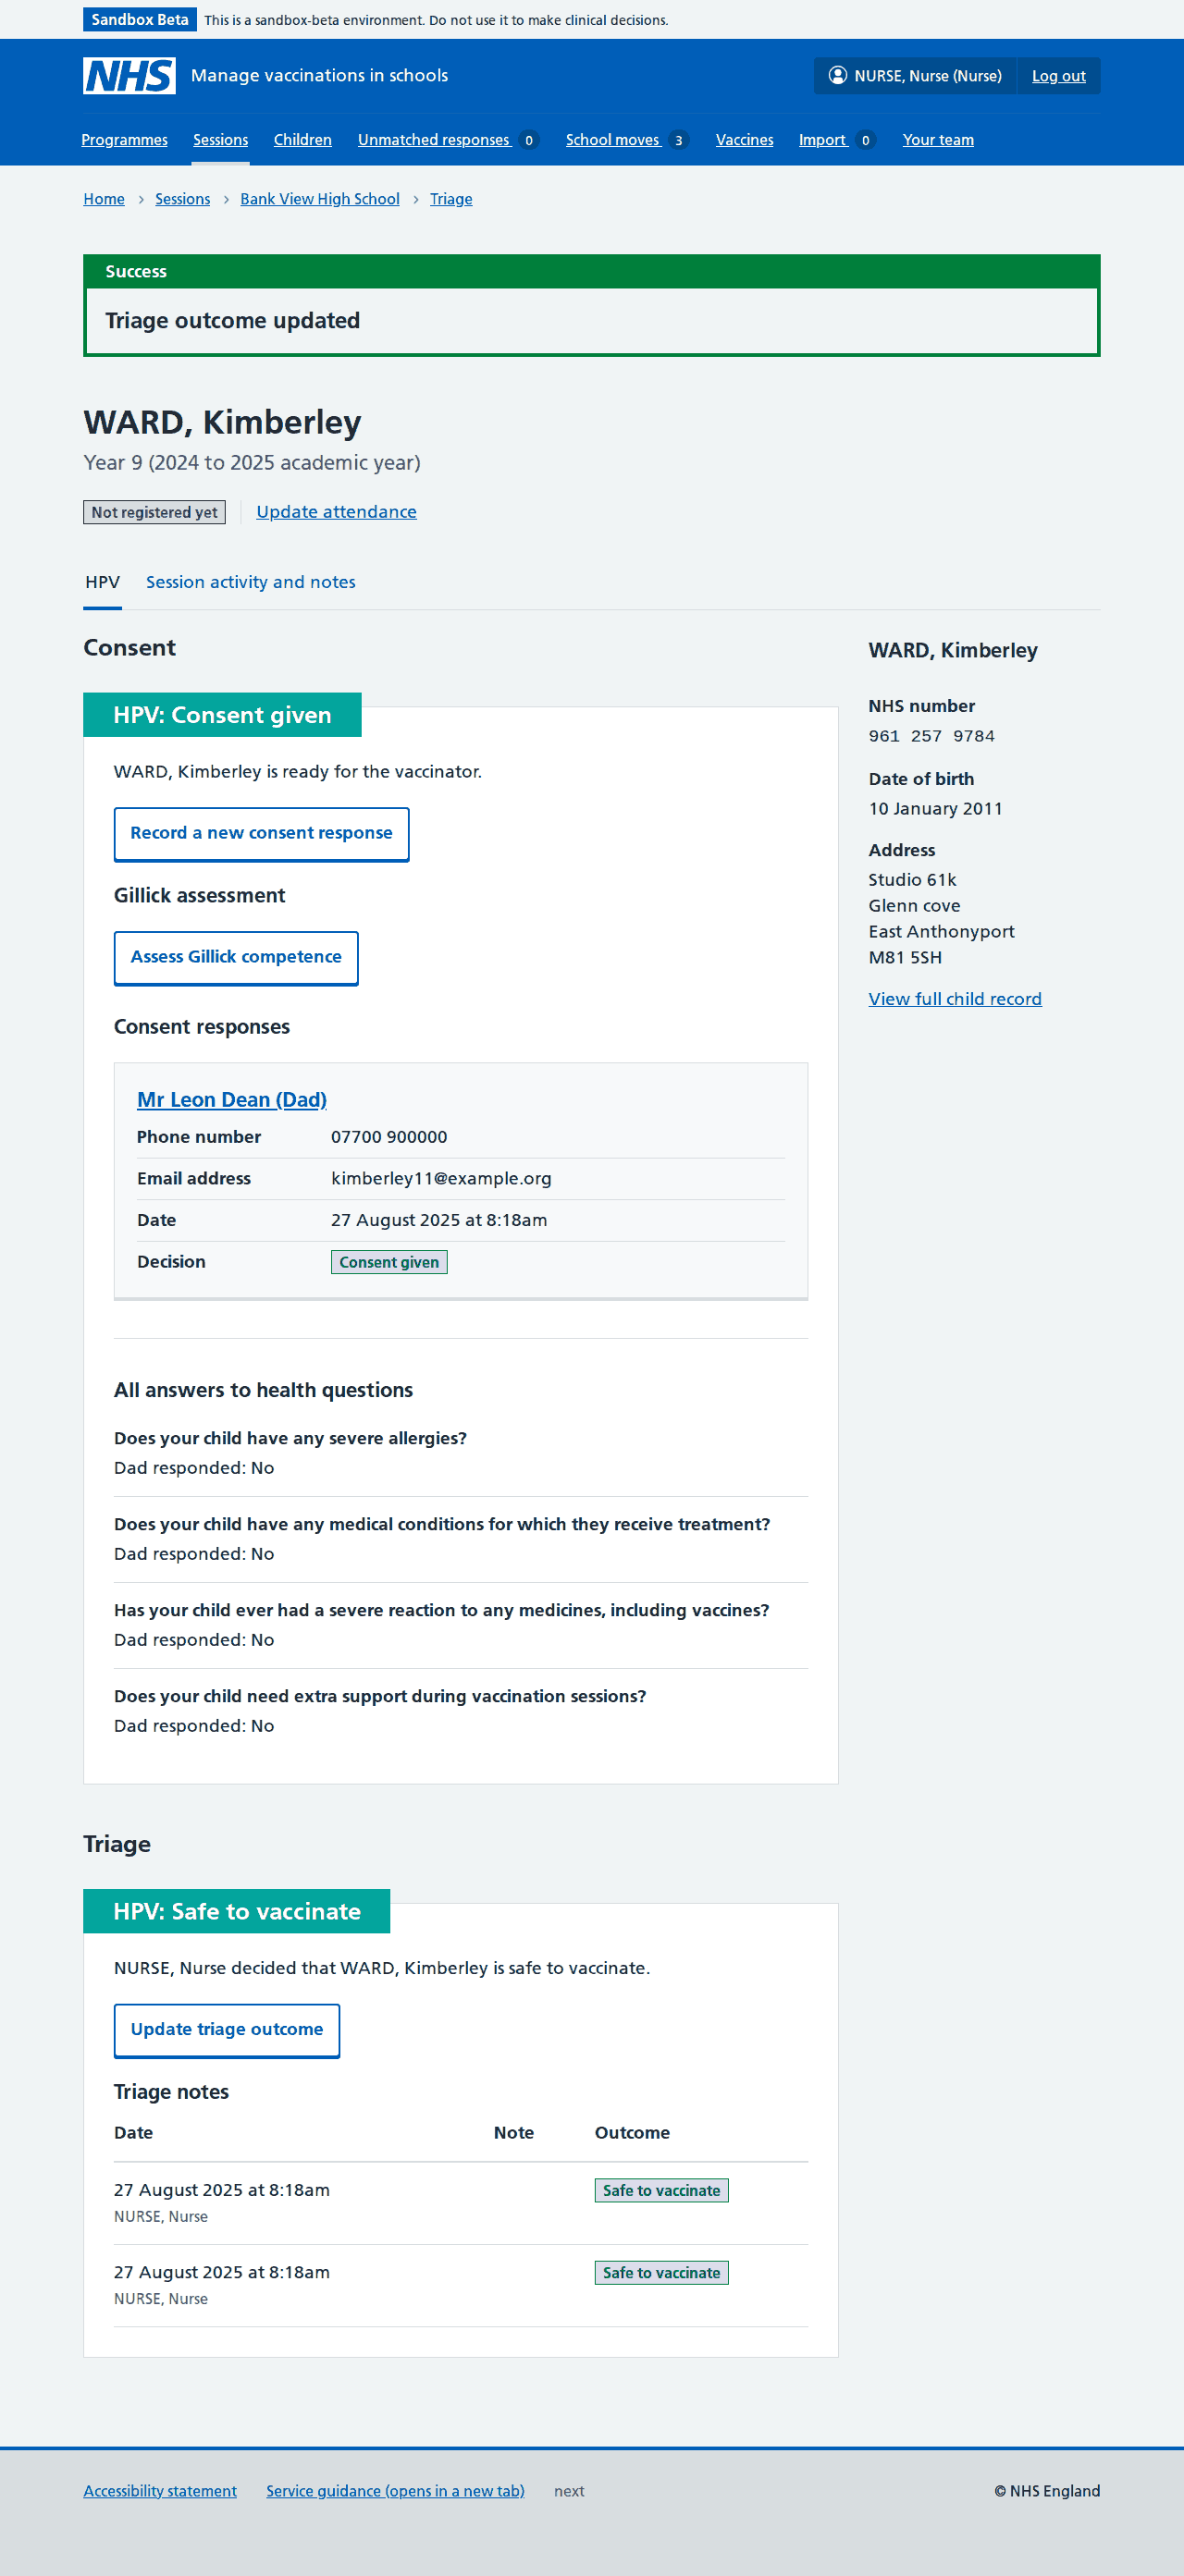 Sandbox Beta This is a sandbox-beta environment. Do not use it to make clinical decisions.
NHS Manage vaccinations in schools NURSE, Nurse (Nurse) Log out
Programmes Sessions Children Unmatched responses 0 School moves 3 Vaccines Import 0 Your team
Home › Sessions › Bank View High School › Triage
Success
Triage outcome updated
WARD, Kimberley
Year 9 (2024 to 2025 academic year)
Not registered yet Update attendance
HPV Session activity and notes
Consent
HPV: Consent given
WARD, Kimberley is ready for the vaccinator.
Record a new consent response
Gillick assessment
Assess Gillick competence
Consent responses
Mr Leon Dean (Dad)
Phone number 07700 900000
Email address kimberley11@example.org
Date 27 August 2025 at 8:18am
Decision Consent given
All answers to health questions
Does your child have any severe allergies?
Dad responded: No
Does your child have any medical conditions for which they receive treatment?
Dad responded: No
Has your child ever had a severe reaction to any medicines, including vaccines?
Dad responded: No
Does your child need extra support during vaccination sessions?
Dad responded: No
WARD, Kimberley
NHS number
961 257 9784
Date of birth
10 January 2011
Address
Studio 61k
Glenn cove
East Anthonyport
M81 5SH
View full child record
Triage
HPV: Safe to vaccinate
NURSE, Nurse decided that WARD, Kimberley is safe to vaccinate.
Update triage outcome
Triage notes
Date Note Outcome
27 August 2025 at 8:18am Safe to vaccinate
NURSE, Nurse
27 August 2025 at 8:18am Safe to vaccinate
NURSE, Nurse
Accessibility statement Service guidance (opens in a new tab) next © NHS England